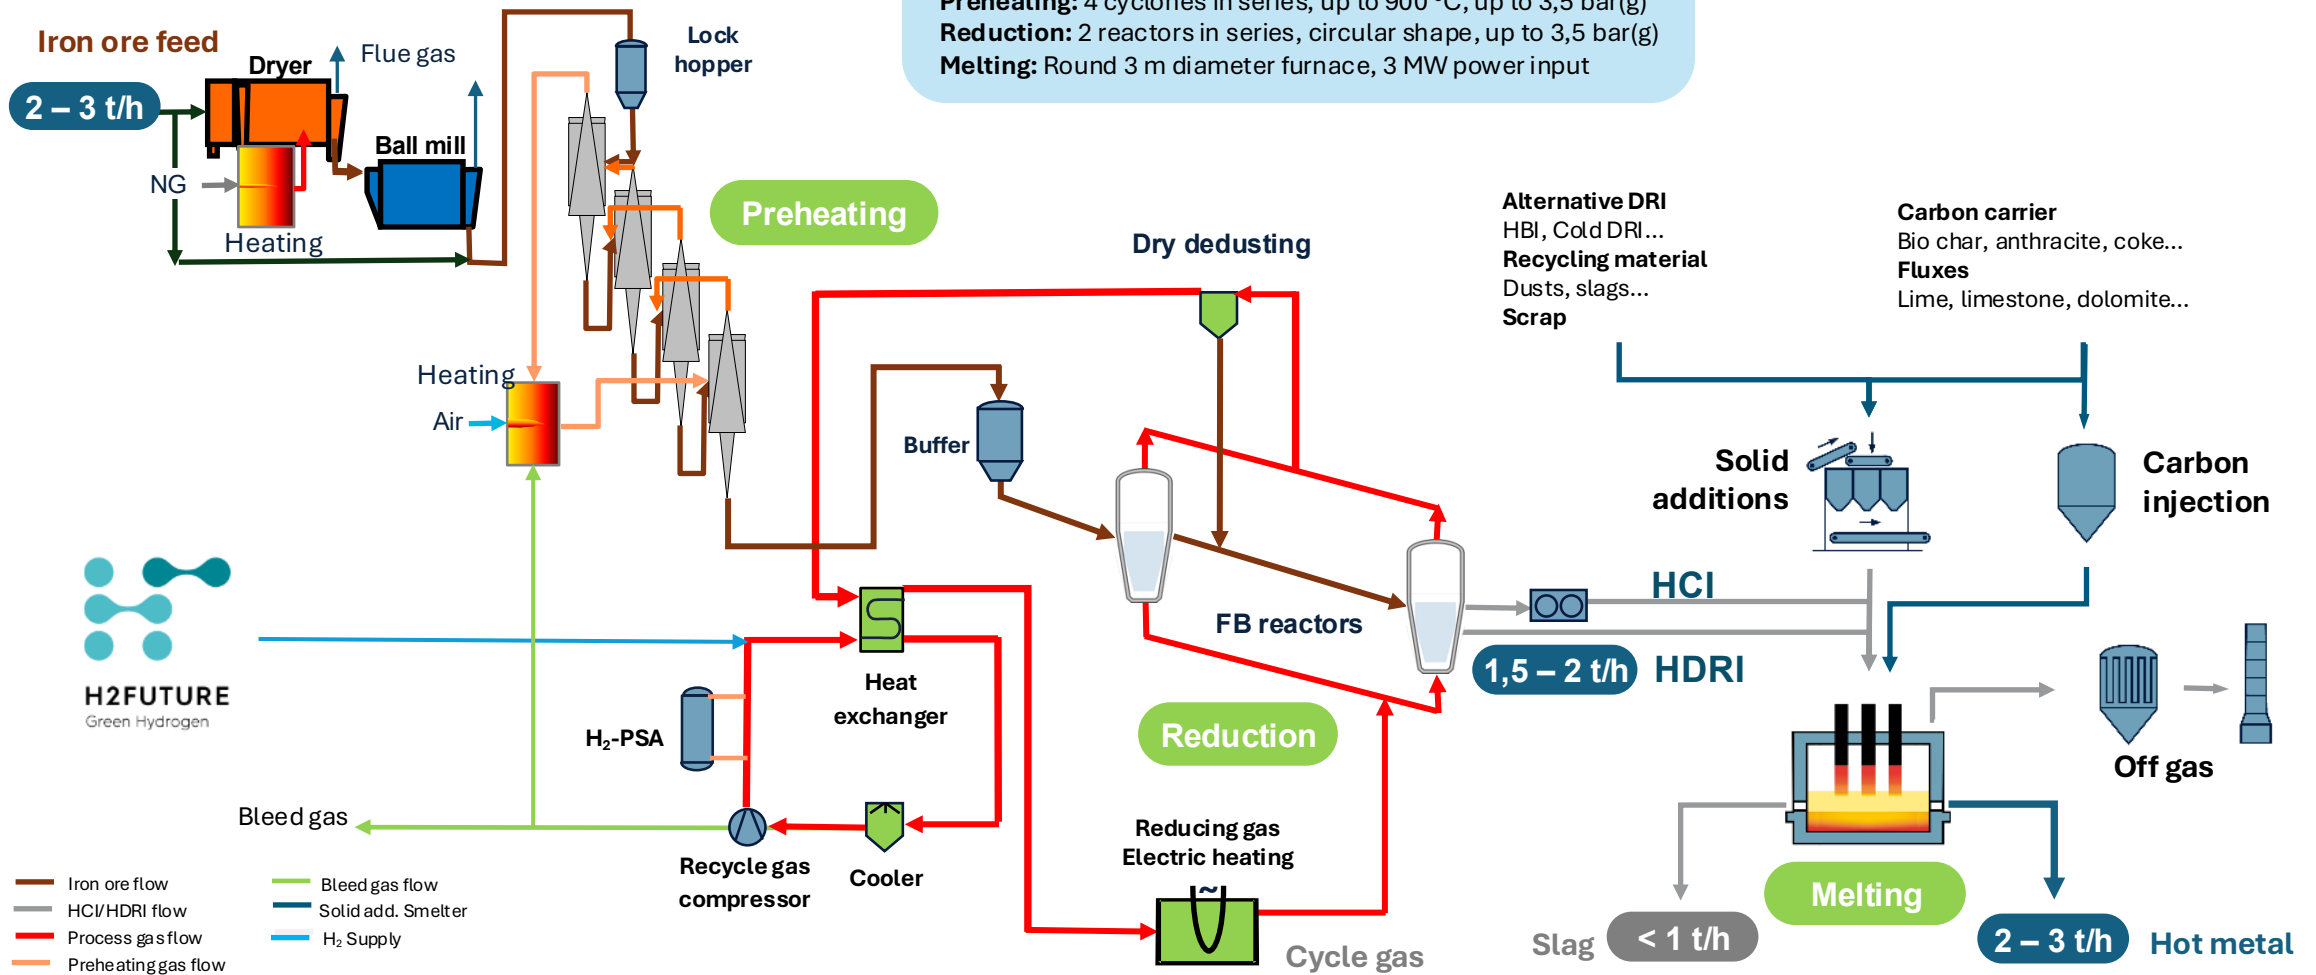 Preheating: 4 cyclones in series, up to 900 °C, up to 3,5 bar(g)
Reduction: 2 reactors in series, circular shape, up to 3,5 bar(g)
Melting: Round 3 m diameter furnace, 3 MW power input
Iron ore feed
2 – 3 t/h
Dryer
Flue gas
Ball mill
NG
Heating
Lock
hopper
Preheating
Heating
Air
Dry dedusting
Buffer
Alternative DRI
HBI, Cold DRI...
Recycling material
Dusts, slags...
Scrap
Carbon carrier
Bio char, anthracite, coke...
Fluxes
Lime, limestone, dolomite...
Solid
additions
Carbon
injection
FB reactors
HCI
1,5 – 2 t/h
HDRI
H2FUTURE
Green Hydrogen
H₂-PSA
Heat
exchanger
Reduction
Off gas
Bleed gas
Recycle gas
compressor
Cooler
Reducing gas
Electric heating
~
Cycle gas
Melting
Slag
< 1 t/h
2 – 3 t/h
Hot metal
Iron ore flow
HCI/HDRI flow
Process gas flow
Preheating gas flow
Bleed gas flow
Solid add. Smelter
H₂ Supply